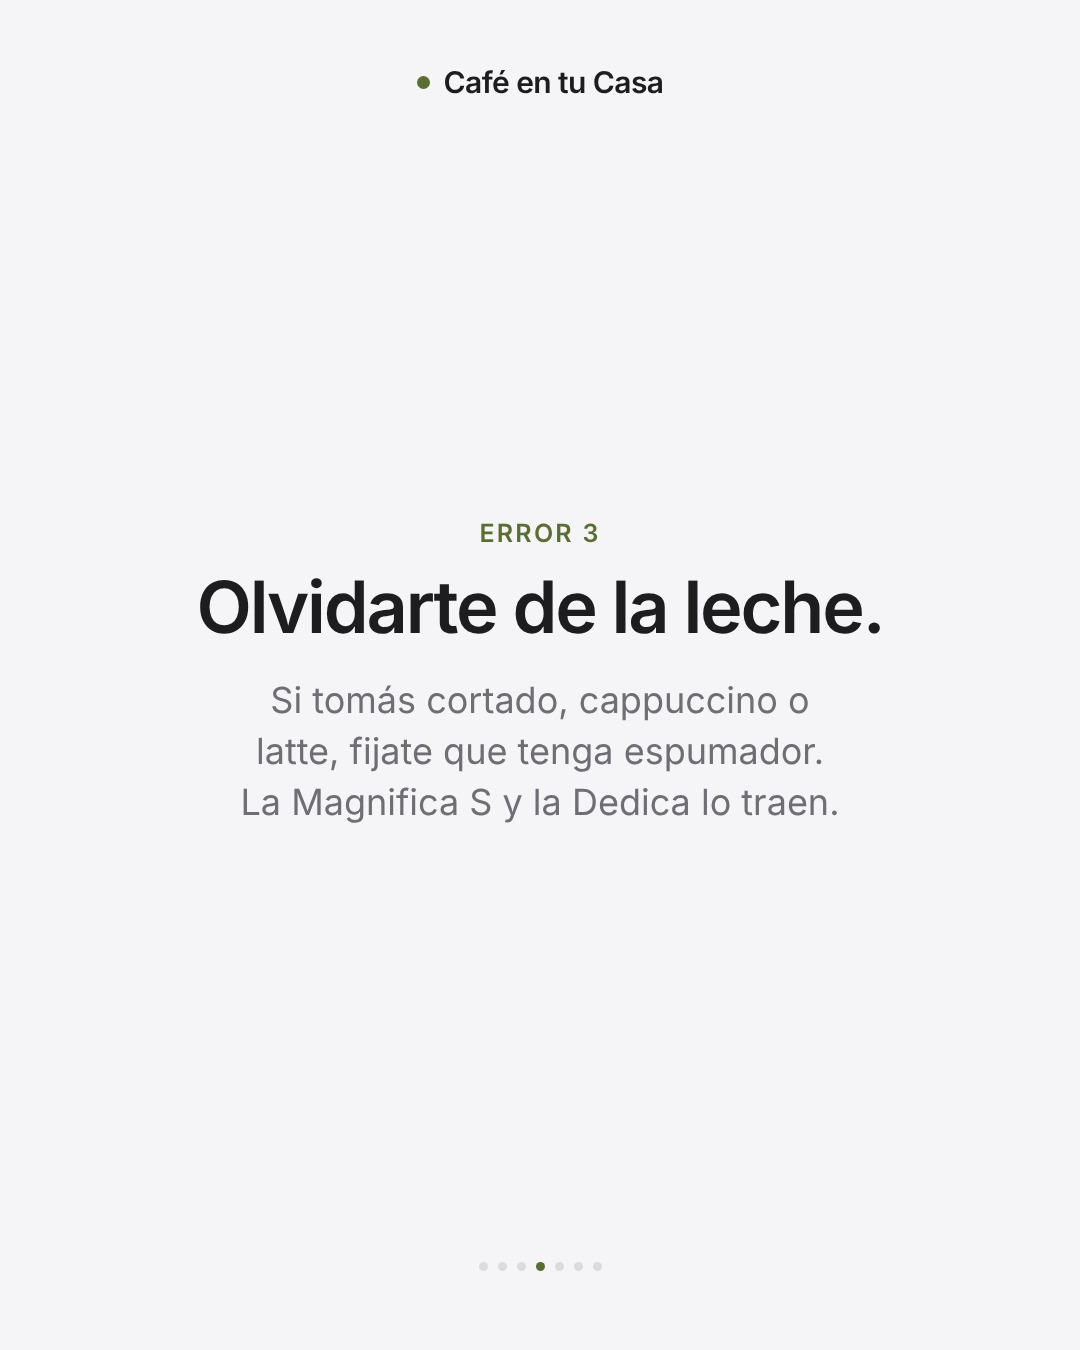 Café en tu Casa
ERROR 3
Olvidarte de la leche.
Si tomás cortado, cappuccino o
latte, fijate que tenga espumador.
La Magnifica S y la Dedica lo traen.